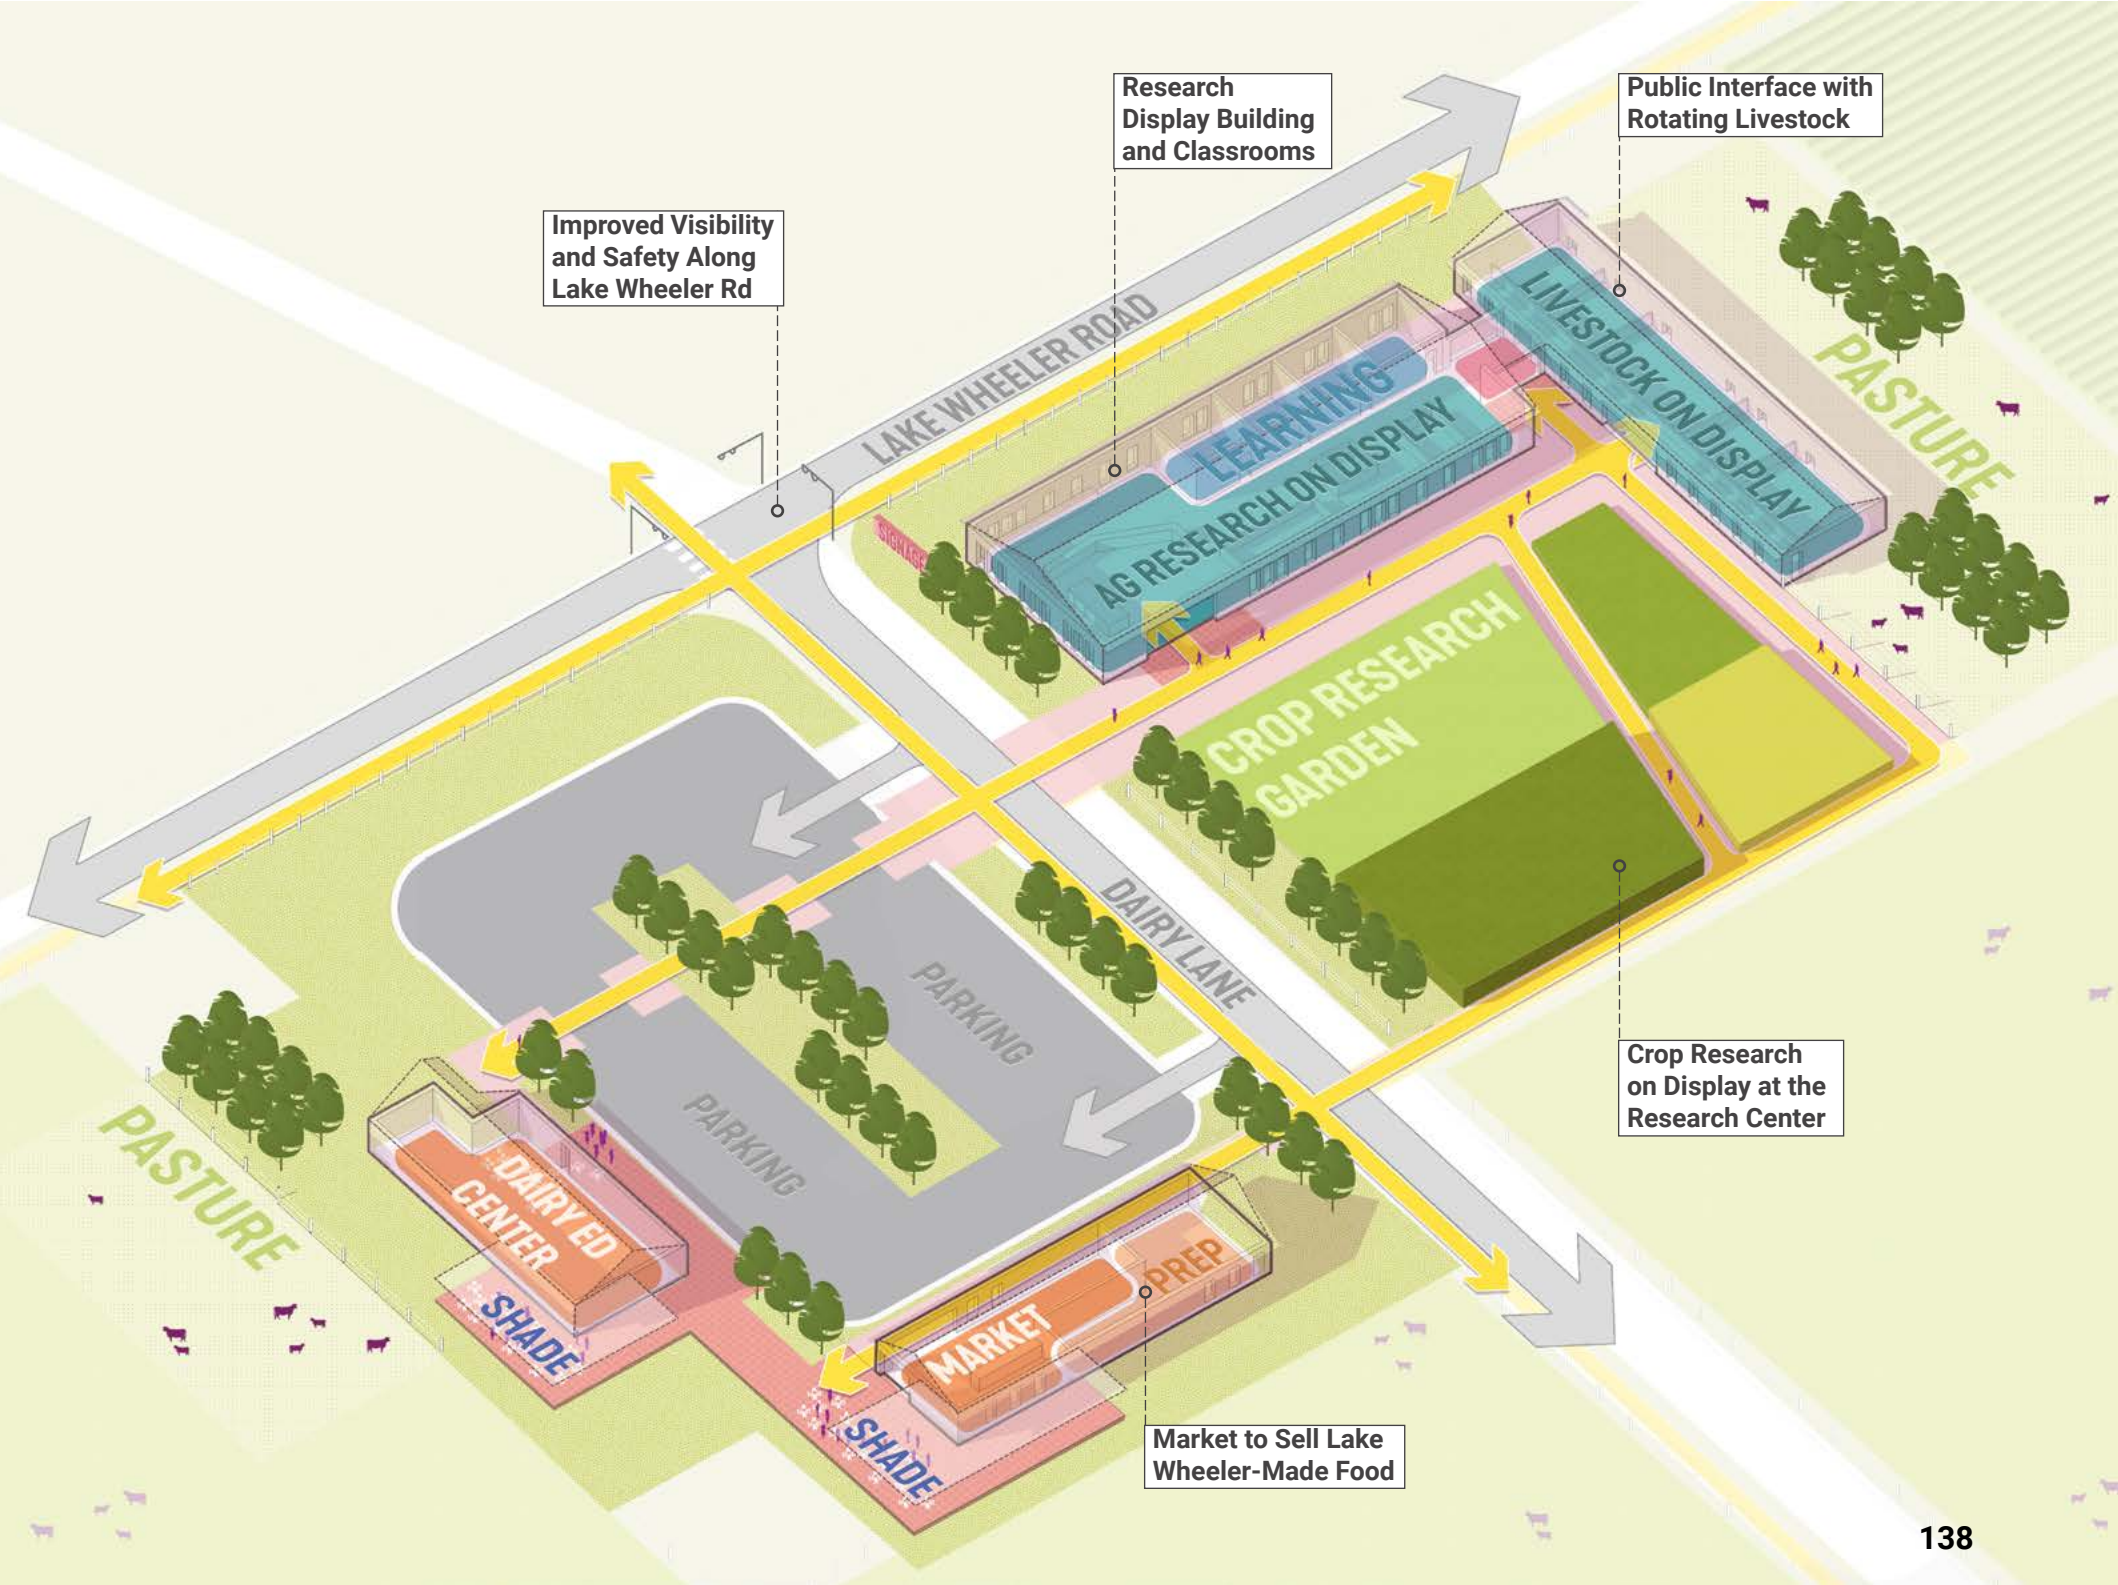 Research
Display Building
and Classrooms
Public Interface with
Rotating Livestock
Improved Visibility
and Safety Along
Lake Wheeler Rd
LAKE WHEELER ROAD
LIVESTOCK ON DISPLAY
PASTURE
LEARNING
AG RESEARCH ON DISPLAY
SIGNAGE
CROP RESEARCH
GARDEN
DAIRY LANE
PARKING
PARKING
Crop Research
on Display at the
Research Center
PASTURE
DAIRY ED
CENTER
SHADE
PREP
MARKET
SHADE
Market to Sell Lake
Wheeler-Made Food
138